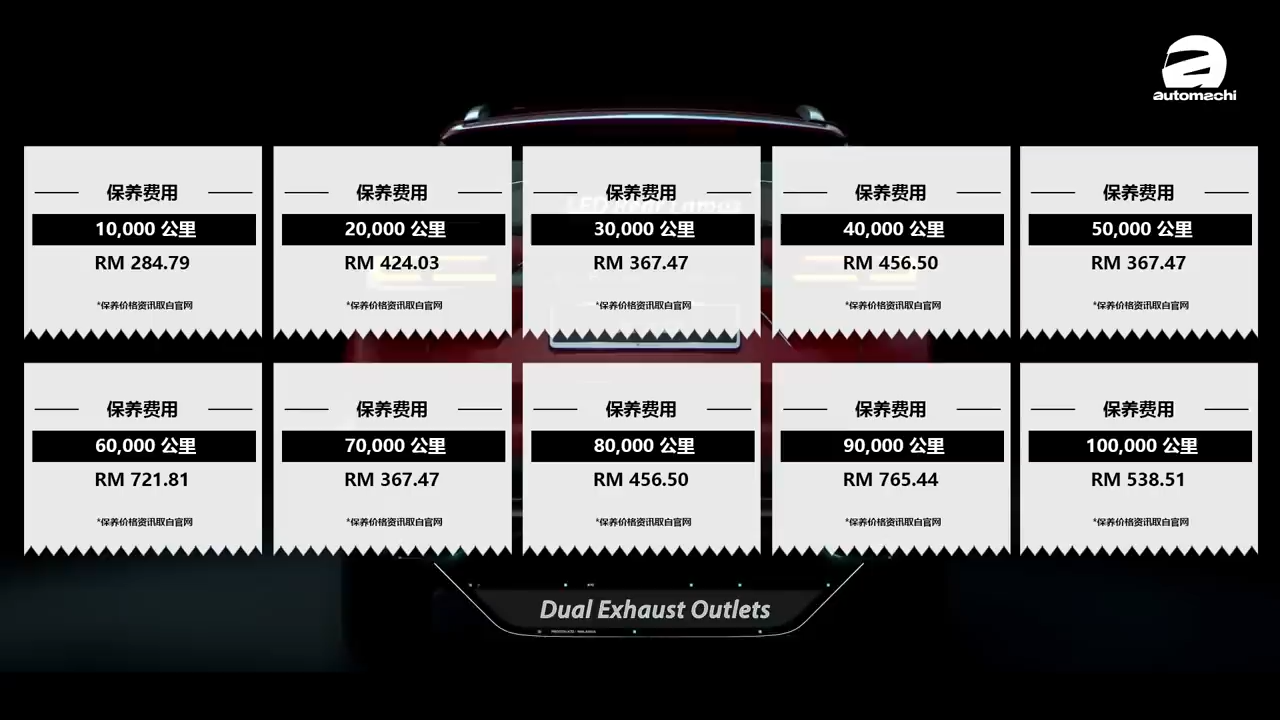 automachi
保养费用
10,000 公里
RM 284.79
*保养价格资讯取自官网
保养费用
20,000 公里
RM 424.03
*保养价格资讯取自官网
保养费用
30,000 公里
RM 367.47
*保养价格资讯取自官网
保养费用
40,000 公里
RM 456.50
*保养价格资讯取自官网
保养费用
50,000 公里
RM 367.47
*保养价格资讯取自官网
保养费用
60,000 公里
RM 721.81
*保养价格资讯取自官网
保养费用
70,000 公里
RM 367.47
*保养价格资讯取自官网
保养费用
80,000 公里
RM 456.50
*保养价格资讯取自官网
保养费用
90,000 公里
RM 765.44
*保养价格资讯取自官网
保养费用
100,000 公里
RM 538.51
*保养价格资讯取自官网
Dual Exhaust Outlets